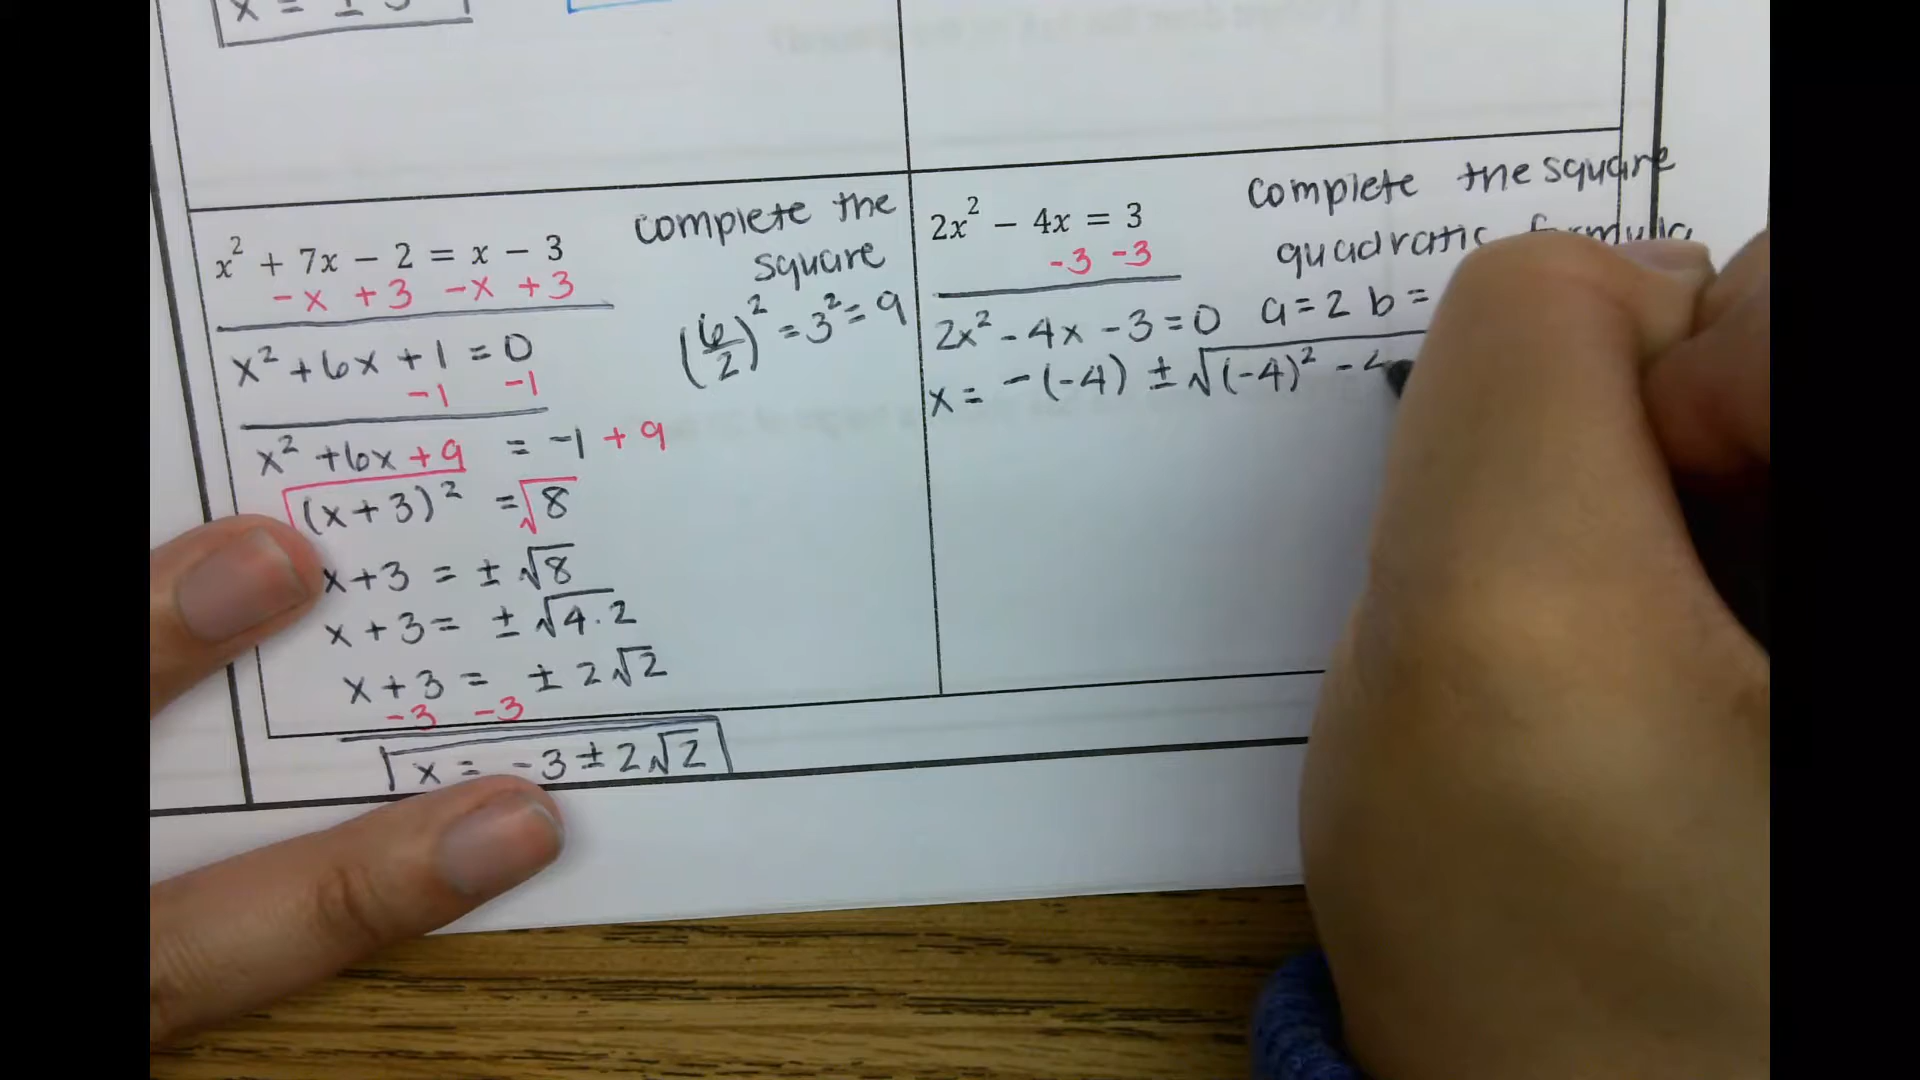 x = ± 3
x² + 7x − 2 = x − 3
-x +3 -x +3
x² + 6x + 1 = 0
-1 -1
x² + 6x + 9 = -1 + 9
(x + 3)² = √8
x + 3 = ± √8
x + 3 = ± √4·2
x + 3 = ± 2√2
-3 -3
x = -3 ± 2√2
complete the
square
(6/2)² = 3² = 9
2x² − 4x = 3
-3 -3
2x² - 4x - 3 = 0
complete the square
quadratic formula
a = 2 b =
x = -(-4) ± √(-4)² - 4